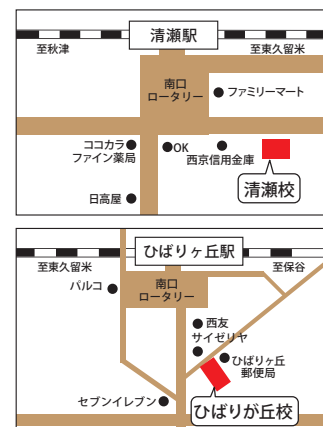 清瀬駅
至秋津
至東久留米
南口
ロータリー
ファミリーマート
ココカラ
ファイン薬局
OK
西京信用金庫
清瀬校
日高屋
ひばりヶ丘駅
至東久留米
至保谷
パルコ
南口
ロータリー
西友
サイゼリヤ
ひばりヶ丘
郵便局
セブンイレブン
ひばりが丘校